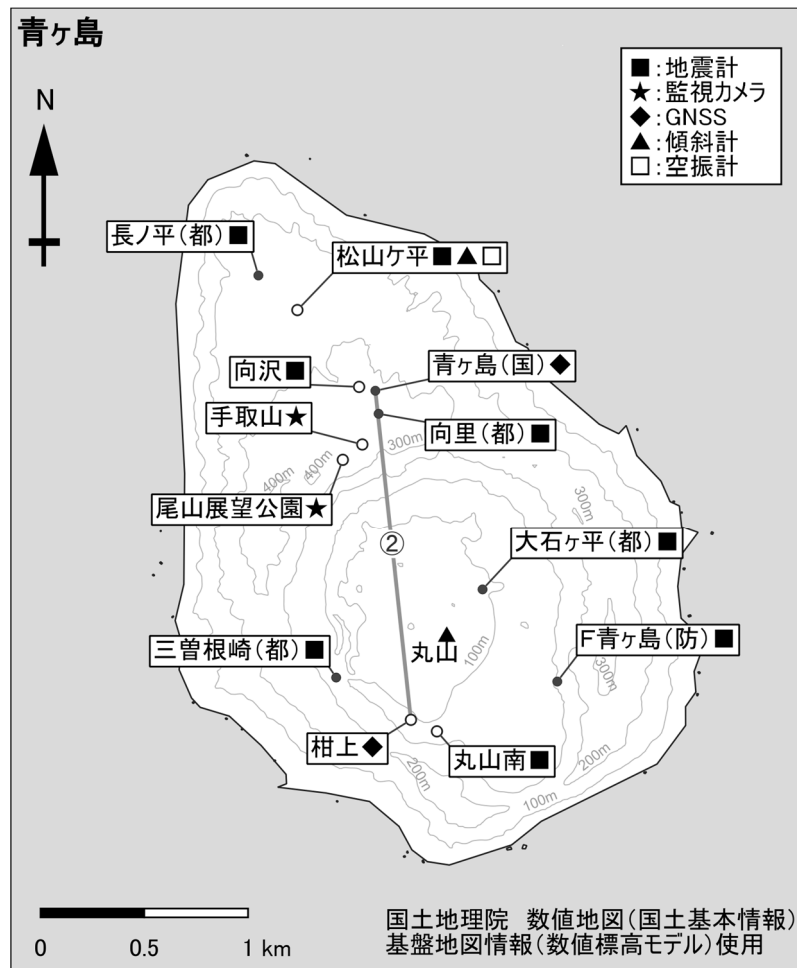 青ヶ島
■:地震計
★:監視カメラ
◆:GNSS
▲:傾斜計
□:空振計
N
長ノ平(都)■
松山ケ平■▲□
向沢■
青ヶ島(国)◆
手取山★
向里(都)■
300m
400m
400m
尾山展望公園★
300m
②
大石ヶ平(都)■
三曽根崎(都)■
丸山
100m
F青ヶ島(防)■
300m
柑上◆
丸山南■
200m
200m
100m
0 0.5 1 km
国土地理院 数値地図(国土基本情報)
基盤地図情報(数値標高モデル)使用